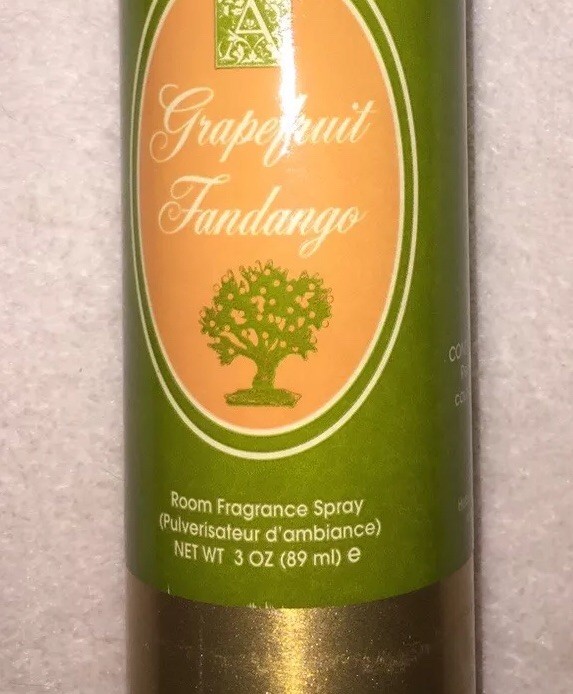 A
Grapefruit
Fandango
Room Fragrance Spray
(Pulverisateur d'ambiance)
NET WT 3 OZ (89 ml) e